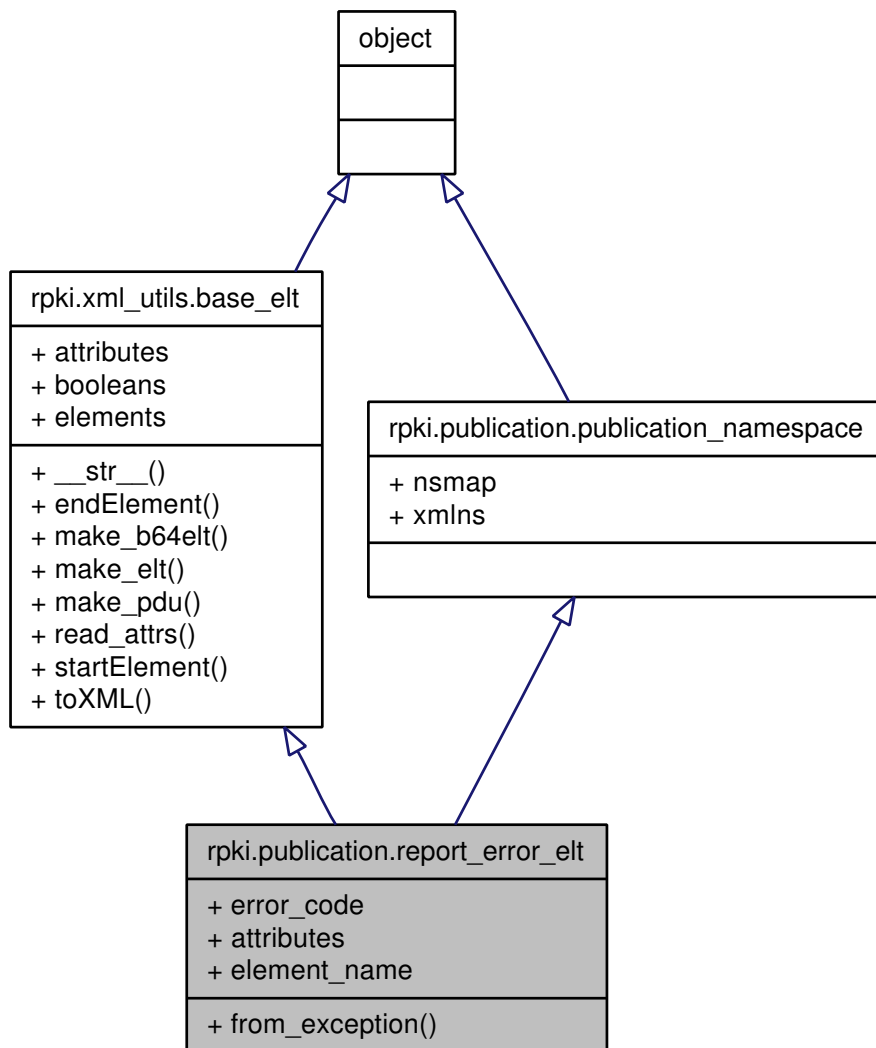 object
rpki.xml_utils.base_elt
+ attributes
+ booleans
+ elements
+ __str__()
+ endElement()
+ make_b64elt()
+ make_elt()
+ make_pdu()
+ read_attrs()
+ startElement()
+ toXML()
rpki.publication.publication_namespace
+ nsmap
+ xmlns
rpki.publication.report_error_elt
+ error_code
+ attributes
+ element_name
+ from_exception()